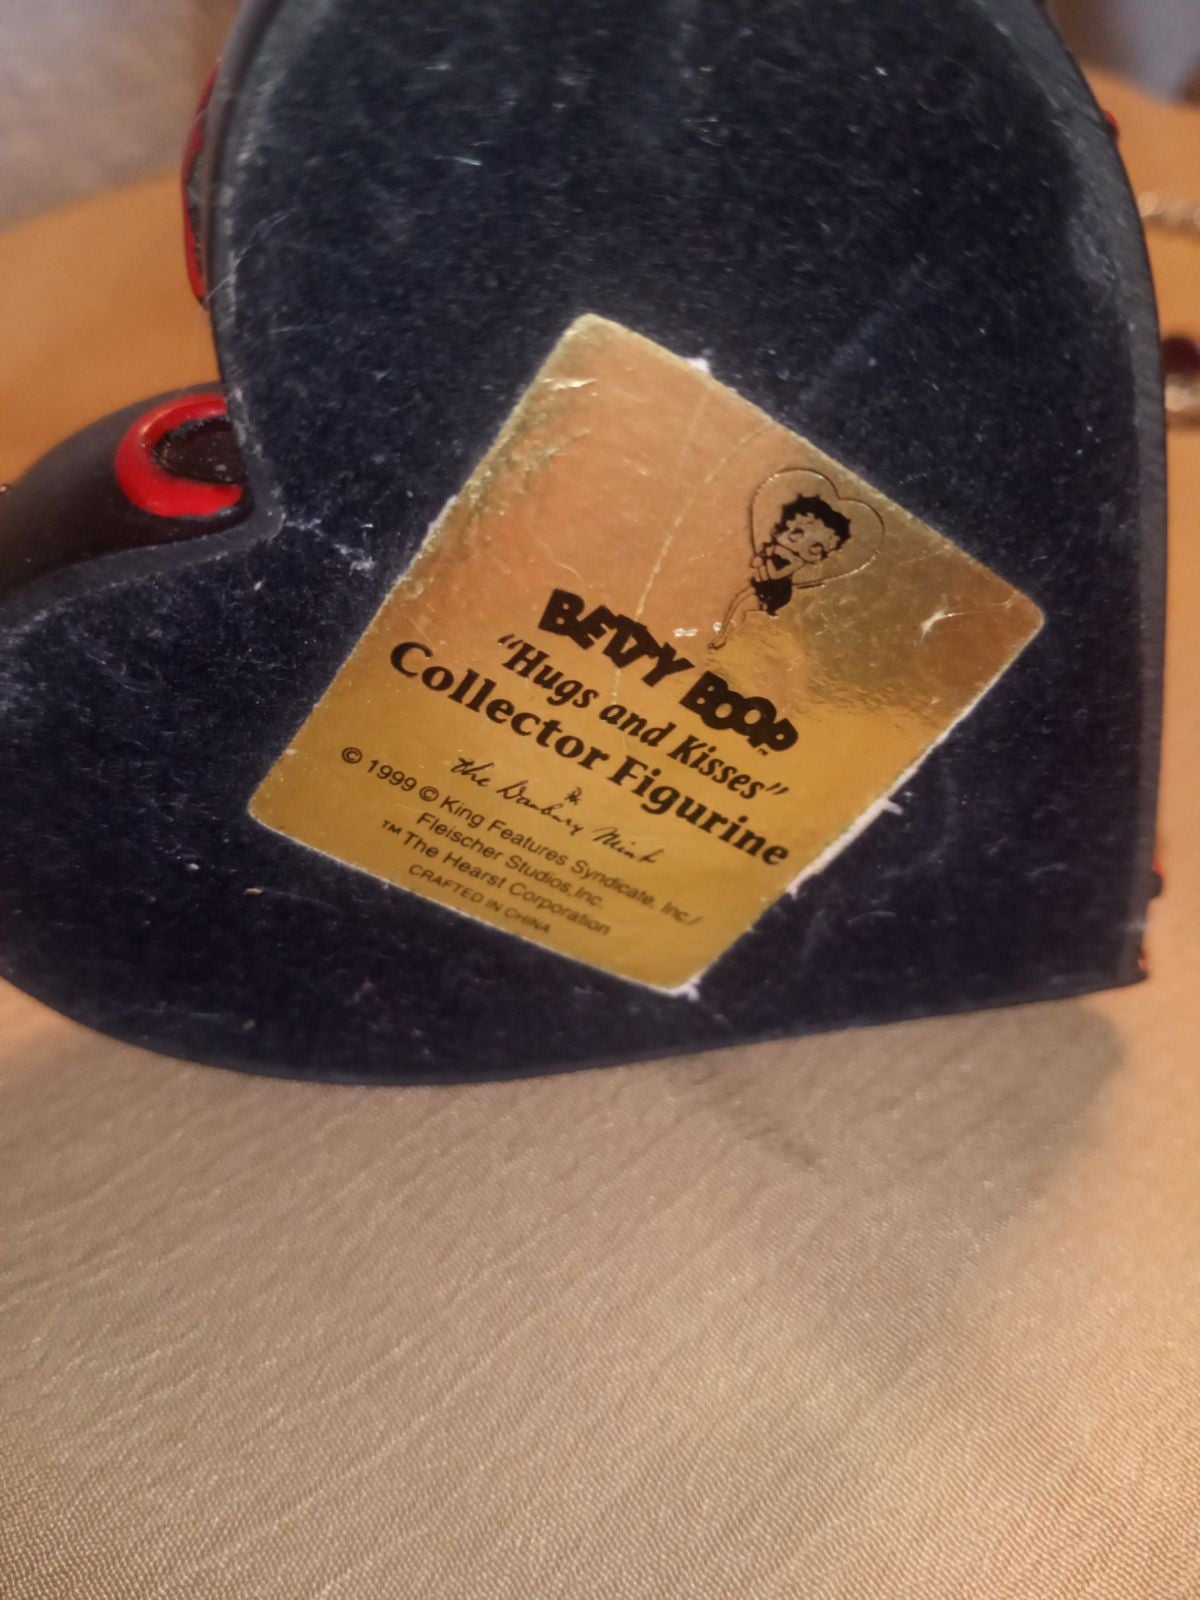 BETTY BOOP™
"Hugs and Kisses"
Collector Figurine
the Danbury Mint
© 1999 © King Features Syndicate, Inc./
Fleischer Studios, Inc.
™ The Hearst Corporation
CRAFTED IN CHINA